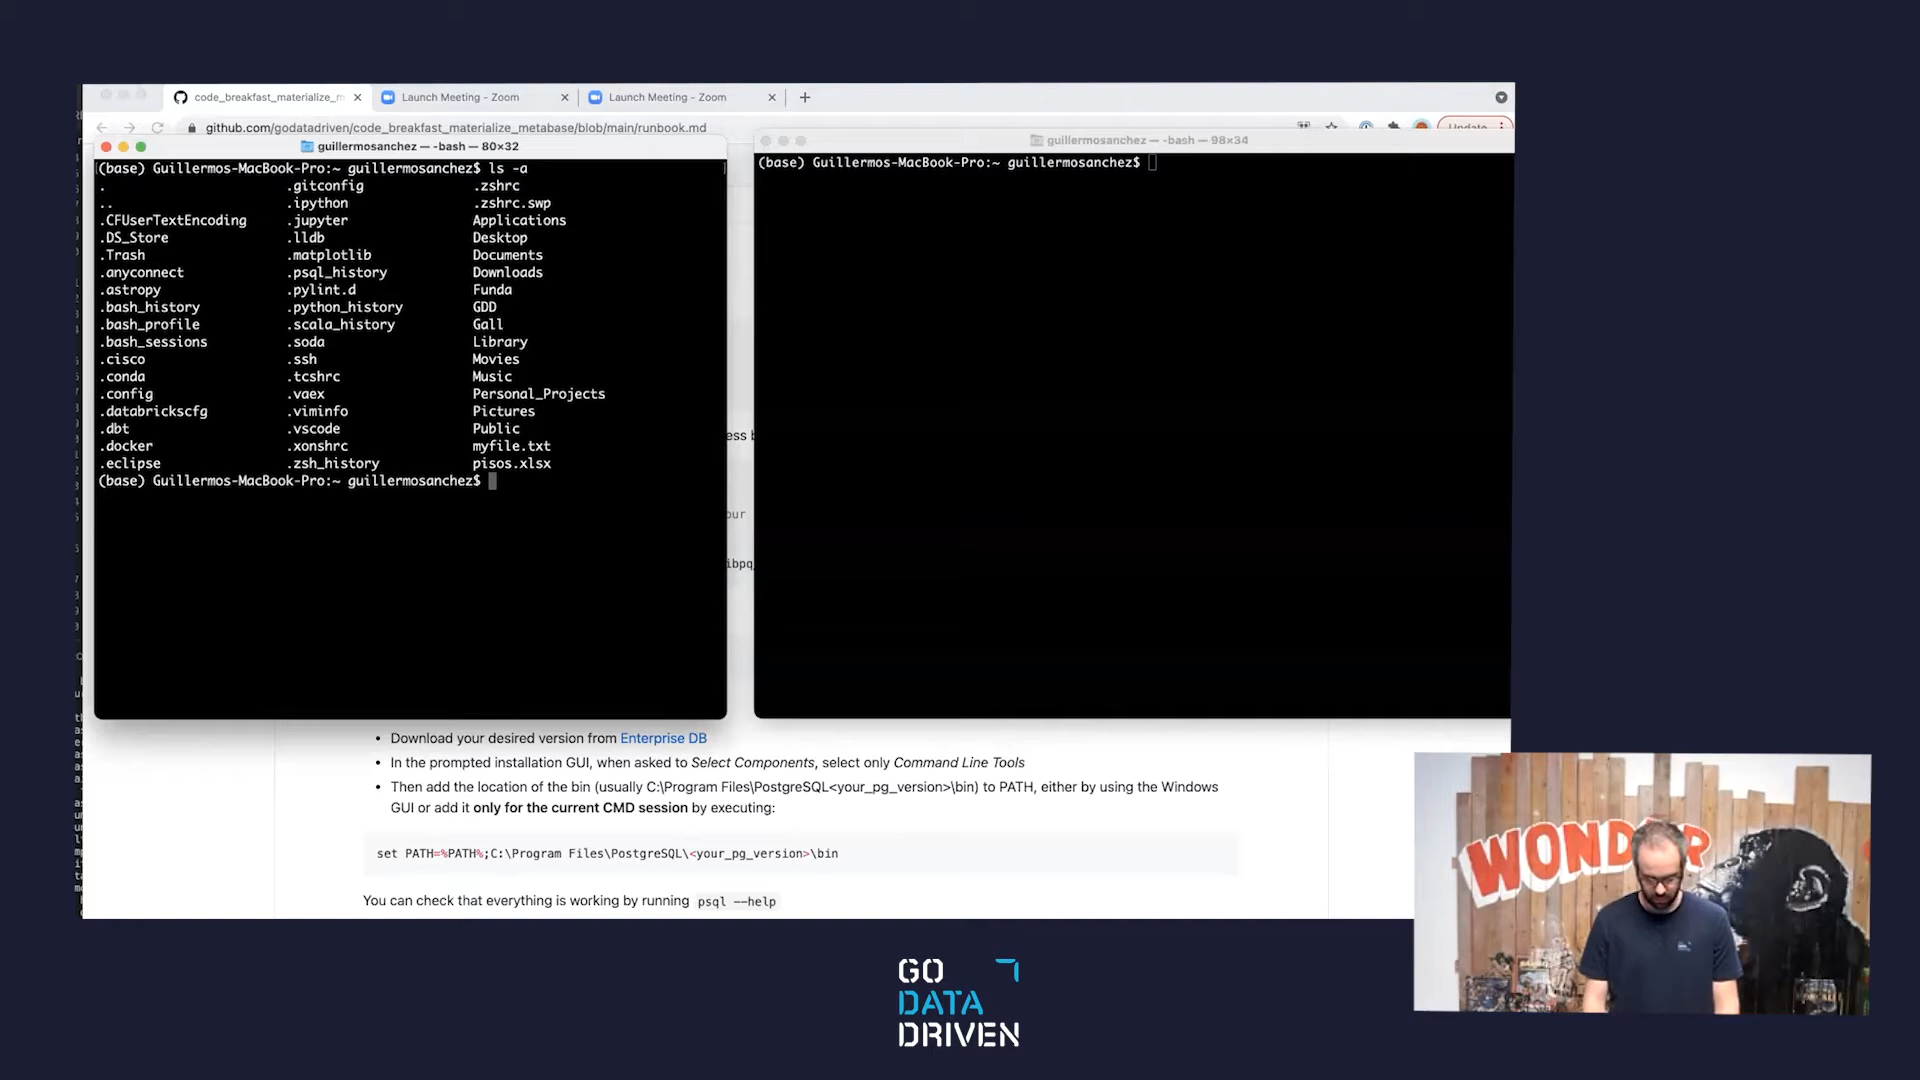 code_breakfast_materialize_m
Launch Meeting - Zoom
Launch Meeting - Zoom
github.com/godatadriven/code_breakfast_materialize_metabase/blob/main/runbook.md
Update
guillermosanchez — -bash — 80×32
(base) Guillermos-MacBook-Pro:~ guillermosanchez$ ls -a
. .gitconfig .zshrc
.. .ipython .zshrc.swp
.CFUserTextEncoding .jupyter Applications
.DS_Store .lldb Desktop
.Trash .matplotlib Documents
.anyconnect .psql_history Downloads
.astropy .pylint.d Funda
.bash_history .python_history GDD
.bash_profile .scala_history Gall
.bash_sessions .soda Library
.cisco .ssh Movies
.conda .tcshrc Music
.config .vaex Personal_Projects
.databrickscfg .viminfo Pictures
.dbt .vscode Public
.docker .xonshrc myfile.txt
.eclipse .zsh_history pisos.xlsx
(base) Guillermos-MacBook-Pro:~ guillermosanchez$
guillermosanchez — -bash — 98×34
(base) Guillermos-MacBook-Pro:~ guillermosanchez$
Download your desired version from Enterprise DB
In the prompted installation GUI, when asked to Select Components, select only Command Line Tools
Then add the location of the bin (usually C:\Program Files\PostgreSQL<your_pg_version>\bin) to PATH, either by using the Windows
GUI or add it only for the current CMD session by executing:
set PATH=%PATH%;C:\Program Files\PostgreSQL\<your_pg_version>\bin
You can check that everything is working by running psql --help
WONDER
GO
DATA
DRIVEN